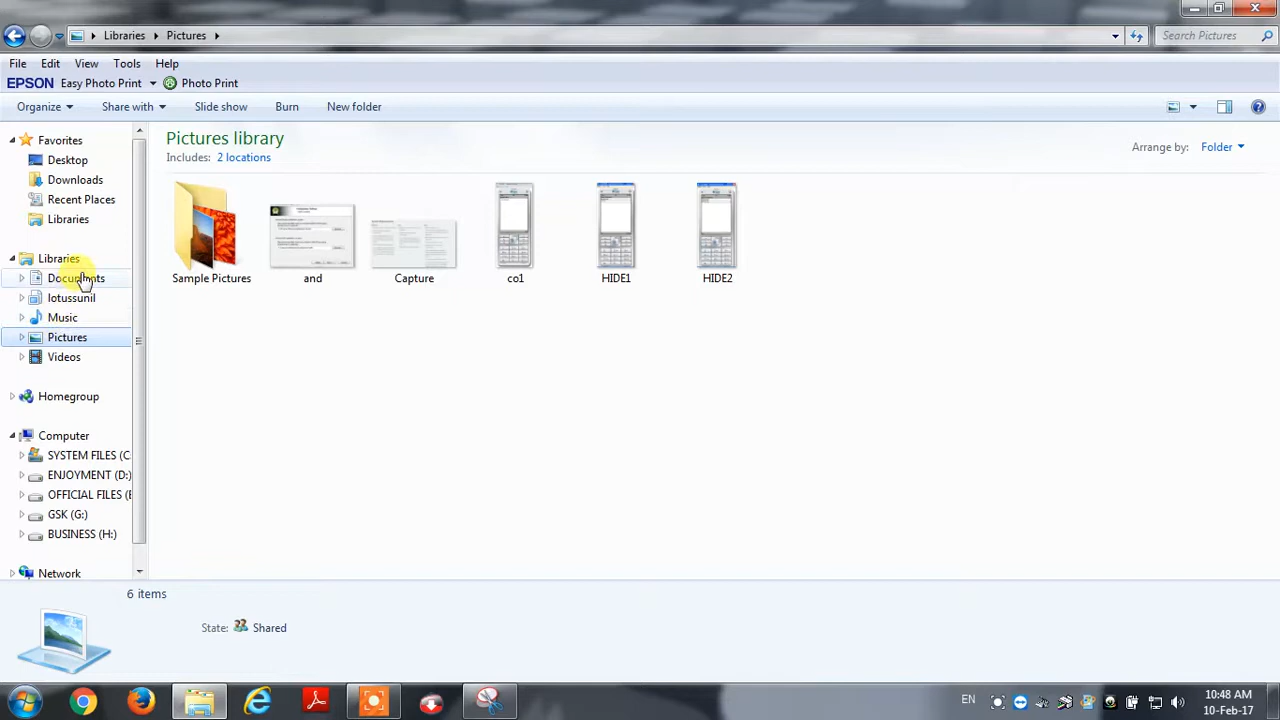 Libraries Pictures Search Pictures
File Edit View Tools Help
EPSON Easy Photo Print Photo Print
Organize Share with Slide show Burn New folder
Favorites
Desktop
Downloads
Recent Places
Libraries
Libraries
Documents
lotussunil
Music
Pictures
Videos
Homegroup
Computer
SYSTEM FILES (C
ENJOYMENT (D:)
OFFICIAL FILES (E
GSK (G:)
BUSINESS (H:)
Network
Pictures library
Includes: 2 locations
Arrange by: Folder
Sample Pictures and Capture co1 HIDE1 HIDE2
6 items
State: Shared
EN 10:48 AM
10-Feb-17